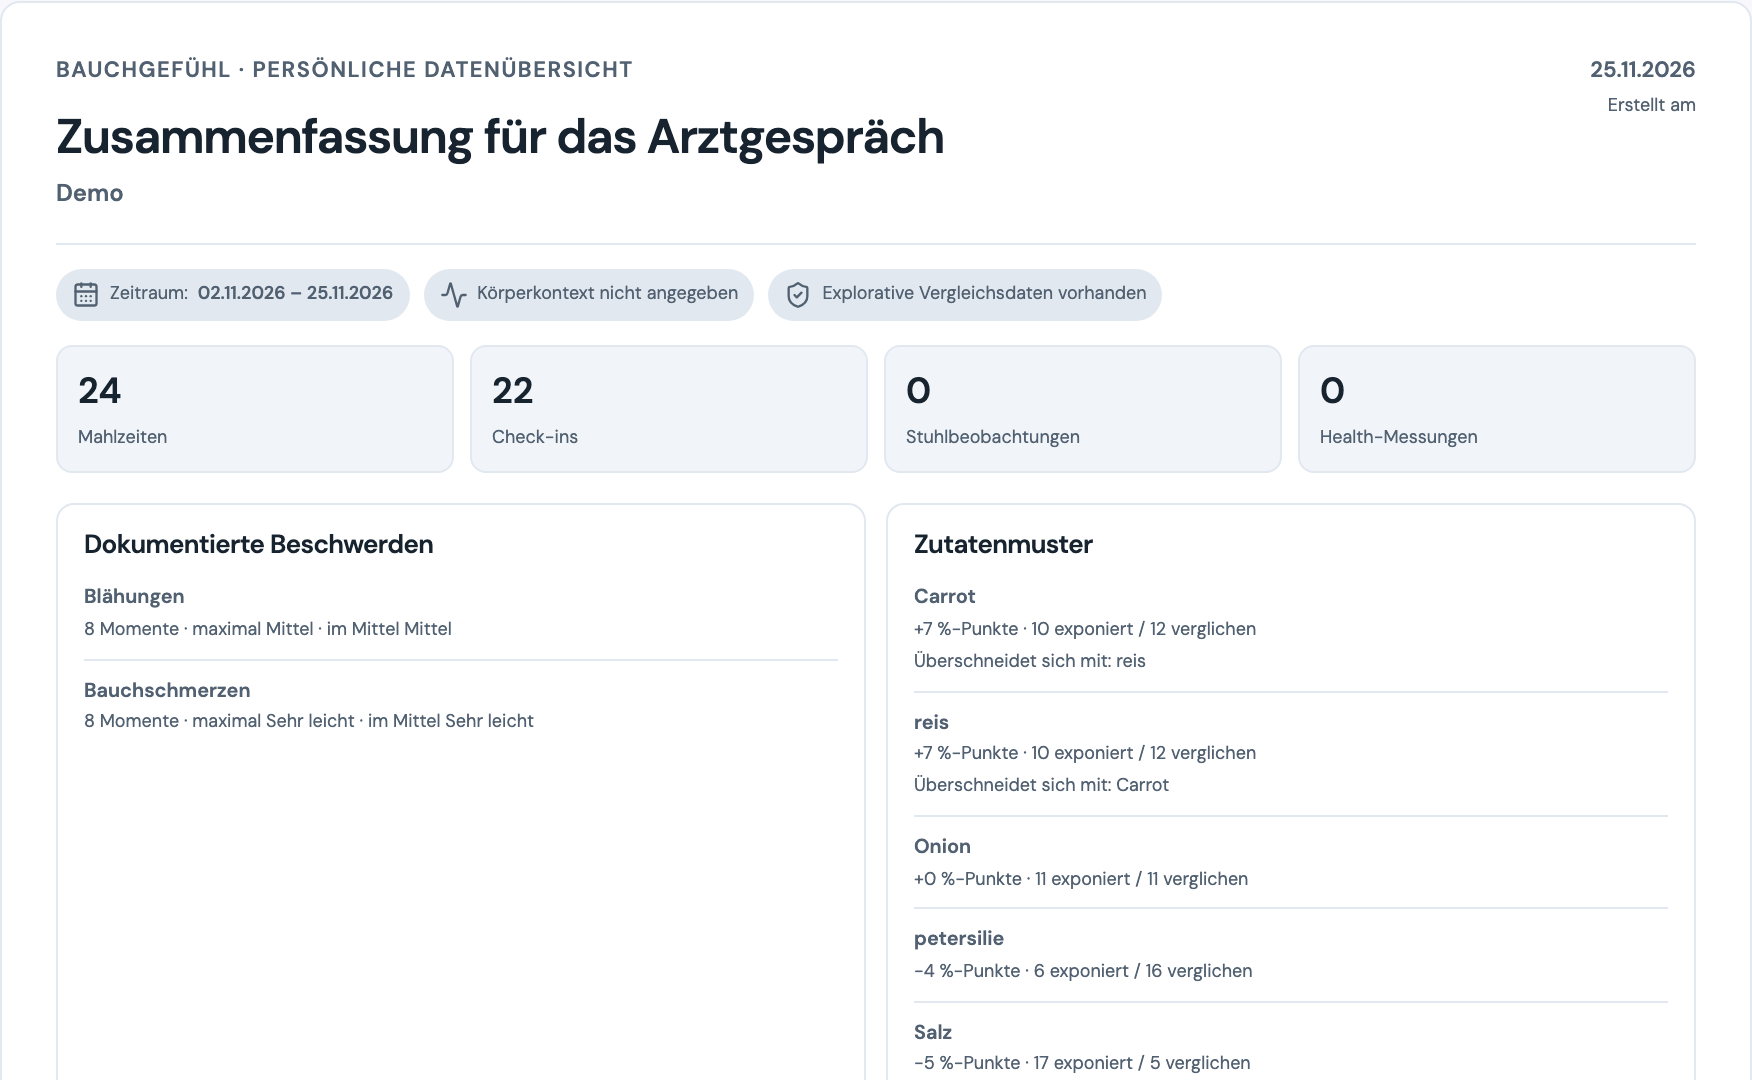 BAUCHGEFÜHL · PERSÖNLICHE DATENÜBERSICHT
25.11.2026
Erstellt am
Zusammenfassung für das Arztgespräch
Demo
Zeitraum: 02.11.2026 – 25.11.2026
Körperkontext nicht angegeben
Explorative Vergleichsdaten vorhanden
24
Mahlzeiten
22
Check-ins
0
Stuhlbeobachtungen
0
Health-Messungen
Dokumentierte Beschwerden
Blähungen
8 Momente · maximal Mittel · im Mittel Mittel
Bauchschmerzen
8 Momente · maximal Sehr leicht · im Mittel Sehr leicht
Zutatenmuster
Carrot
+7 %-Punkte · 10 exponiert / 12 verglichen
Überschneidet sich mit: reis
reis
+7 %-Punkte · 10 exponiert / 12 verglichen
Überschneidet sich mit: Carrot
Onion
+0 %-Punkte · 11 exponiert / 11 verglichen
petersilie
-4 %-Punkte · 6 exponiert / 16 verglichen
Salz
-5 %-Punkte · 17 exponiert / 5 verglichen